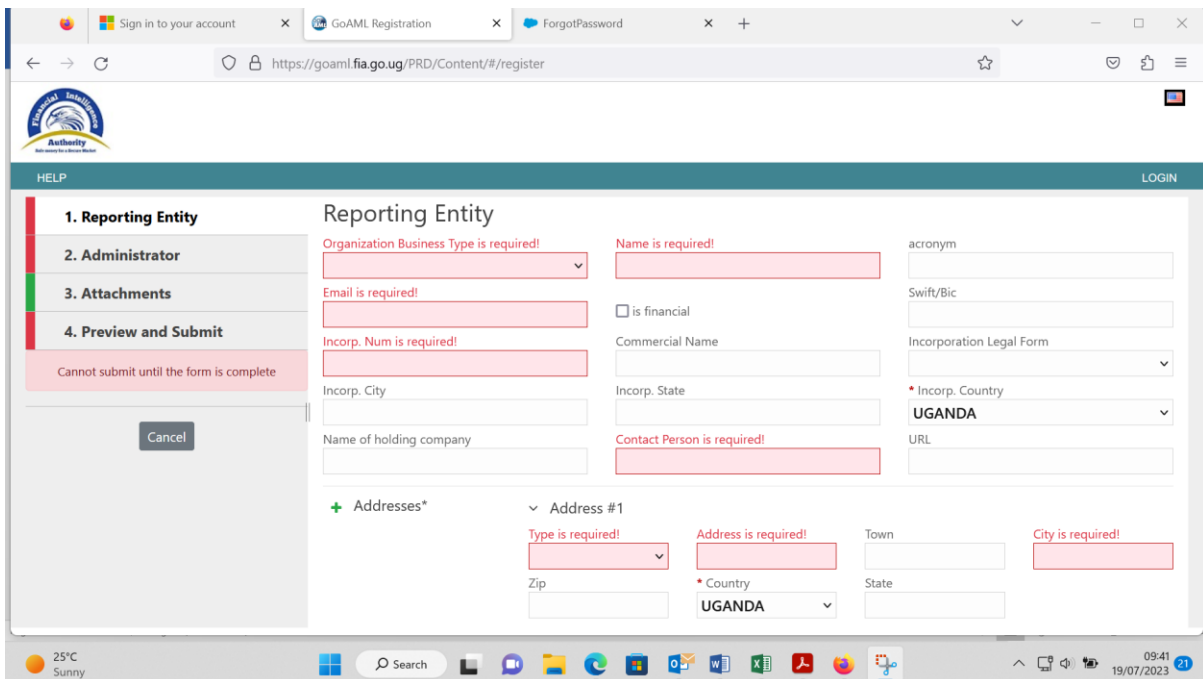 Sign in to your account
GoAML Registration
ForgotPassword
https://goaml.fia.go.ug/PRD/Content/#/register
Financial Intelligence
Authority
HELP
LOGIN
1. Reporting Entity
2. Administrator
3. Attachments
4. Preview and Submit
Cannot submit until the form is complete
Cancel
Reporting Entity
Organization Business Type is required!
Name is required!
acronym
Email is required!
is financial
Swift/Bic
Incorp. Num is required!
Commercial Name
Incorporation Legal Form
Incorp. City
Incorp. State
* Incorp. Country
UGANDA
Name of holding company
Contact Person is required!
URL
+ Addresses*
Address #1
Type is required!
Address is required!
Town
City is required!
Zip
* Country
State
UGANDA
25°C
Sunny
Search
09:41
19/07/2023
21